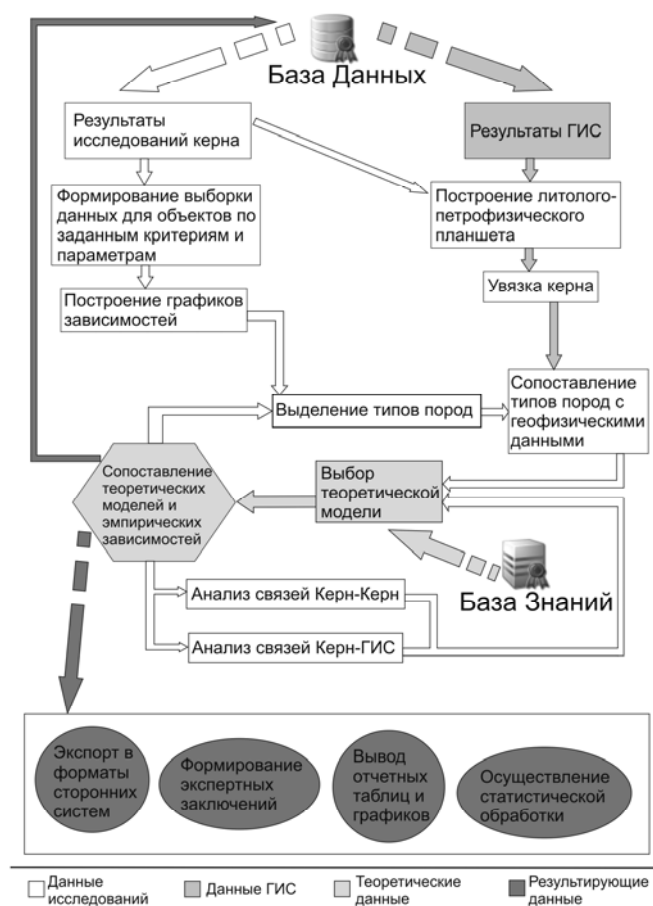 База Данных
Результаты
исследований керна
Результаты ГИС
Формирование выборки
данных для объектов по
заданным критериям и
параметрам
Построение литолого-
петрофизического
планшета
Увязка керна
Построение графиков
зависимостей
Выделение типов пород
Сопоставление
типов пород с
геофизическими
данными
Сопоставление
теоретических
моделей и
эмпирических
зависимостей
Выбор
теоретической
модели
База Знаний
Анализ связей Керн-Керн
Анализ связей Керн-ГИС
Экспорт в
форматы
сторонних
систем
Формирование
экспертных
заключений
Вывод
отчетных
таблиц и
графиков
Осуществление
статистической
обработки
Данные
исследований
Данные ГИС
Теоретические
данные
Результирующие
данные